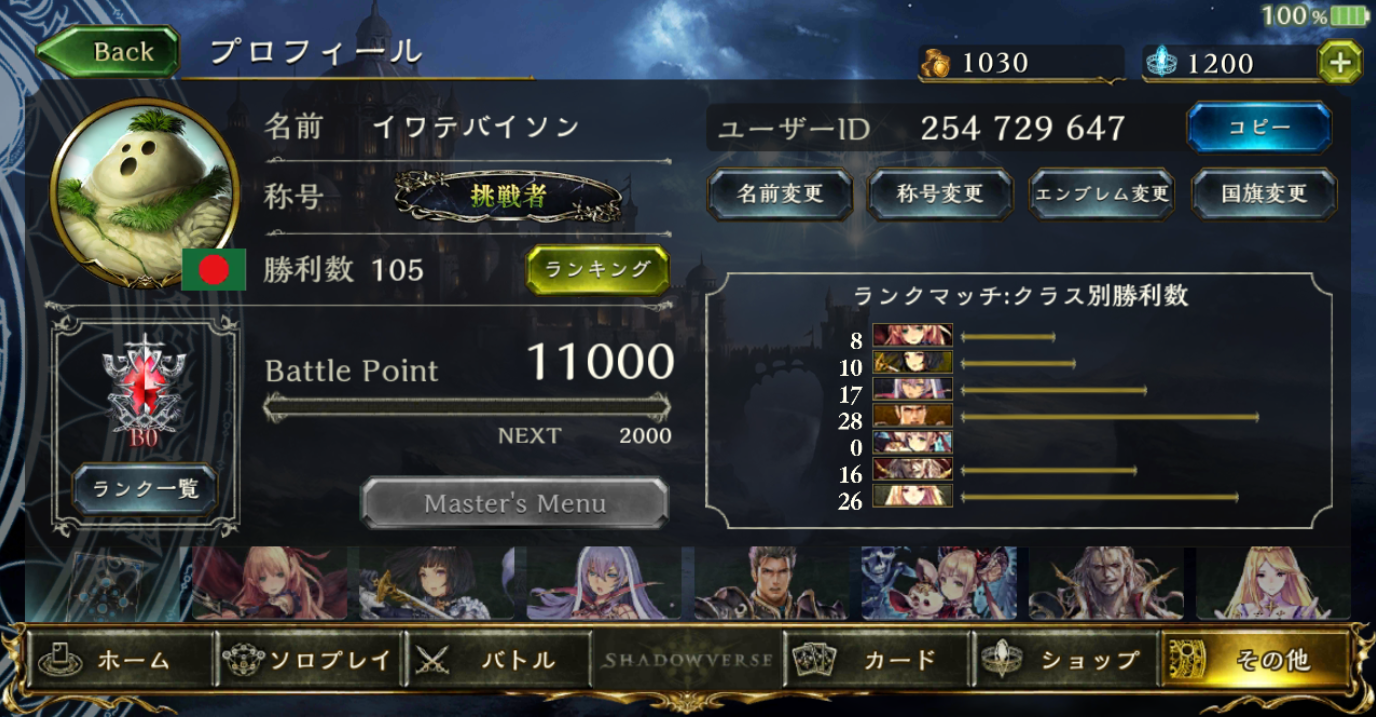 100%
Back
プロフィール
1030
1200
名前 イワテバイソン
称号 挑戦者
勝利数 105
ランキング
ユーザーID 254 729 647
コピー
名前変更
称号変更
エンブレム変更
国旗変更
B0
ランク一覧
Battle Point 11000
NEXT 2000
Master's Menu
ランクマッチ:クラス別勝利数
8
10
17
28
0
16
26
ホーム
ソロプレイ
バトル
SHADOWVERSE
カード
ショップ
その他